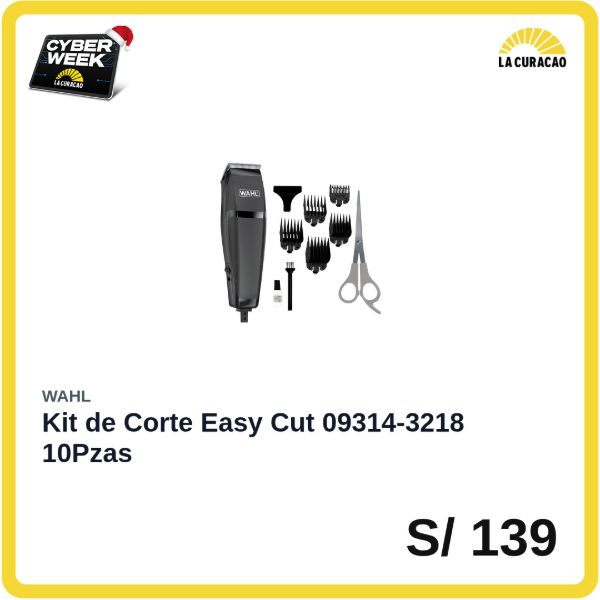 CYBER
WEEK
LA CURACAO
LA CURACAO
WAHL
WAHL
Kit de Corte Easy Cut 09314-3218
10Pzas
S/ 139